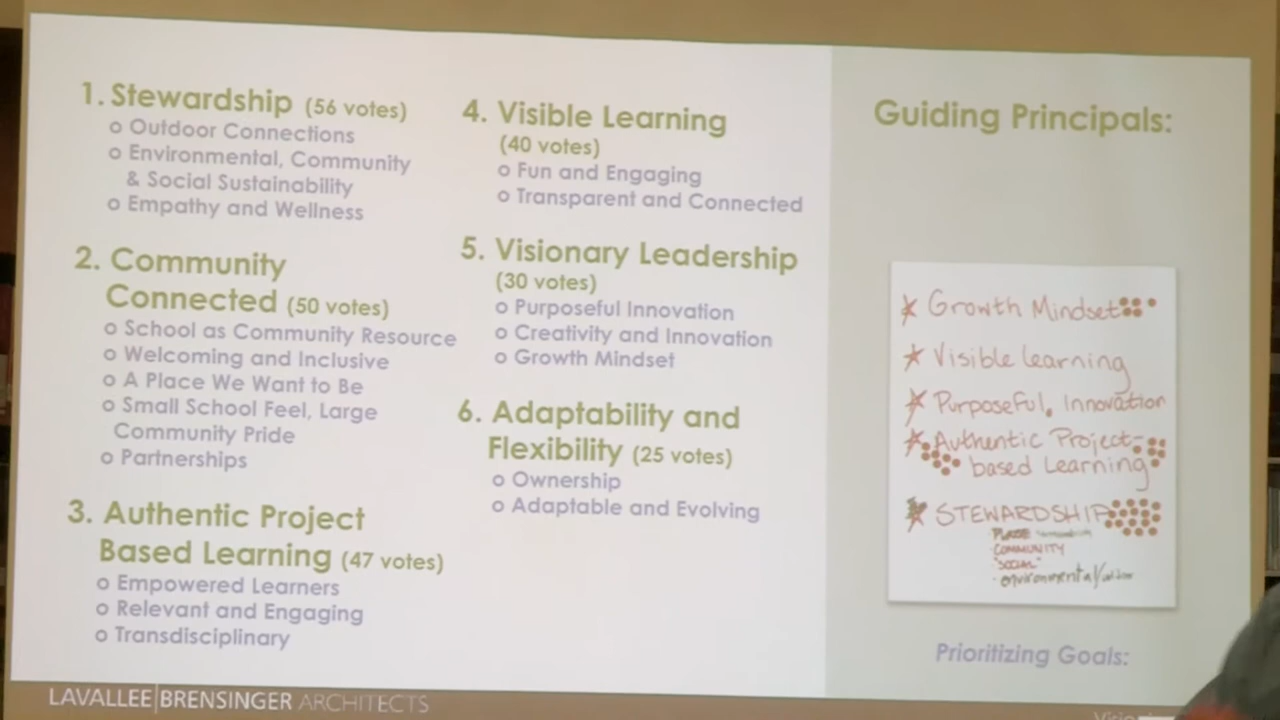 1. Stewardship (56 votes)
o Outdoor Connections
o Environmental, Community
& Social Sustainability
o Empathy and Wellness
2. Community
Connected (50 votes)
o School as Community Resource
o Welcoming and Inclusive
o A Place We Want to Be
o Small School Feel, Large
Community Pride
o Partnerships
3. Authentic Project
Based Learning (47 votes)
o Empowered Learners
o Relevant and Engaging
o Transdisciplinary
4. Visible Learning
(40 votes)
o Fun and Engaging
o Transparent and Connected
5. Visionary Leadership
(30 votes)
o Purposeful Innovation
o Creativity and Innovation
o Growth Mindset
6. Adaptability and
Flexibility (25 votes)
o Ownership
o Adaptable and Evolving
Guiding Principals:
Growth Mindset
Visible learning
Purposeful, Innovation
Authentic Project-
based Learning
STEWARDSHIP
COMMUNITY
"SOCIAL"
Prioritizing Goals:
LAVALLEE|BRENSINGER ARCHITECTS